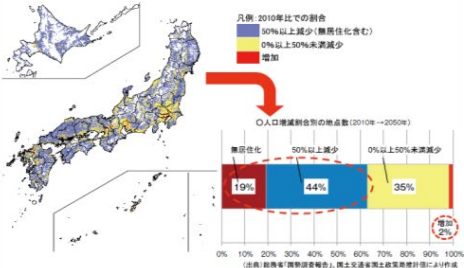 凡例：2010年比での割合
50％以上減少（無居住化含む）
0％以上50％未満減少
増加
〇人口増減割合別の地点数（2010年→2050年）
無居住化
50％以上減少
0％以上50％未満減少
19％
44％
35％
増加
2％
0％ 10％ 20％ 30％ 40％ 50％ 60％ 70％ 80％ 90％ 100％
（出典）総務省「国勢調査報告」、国土交通省国土政策局推計値により作成